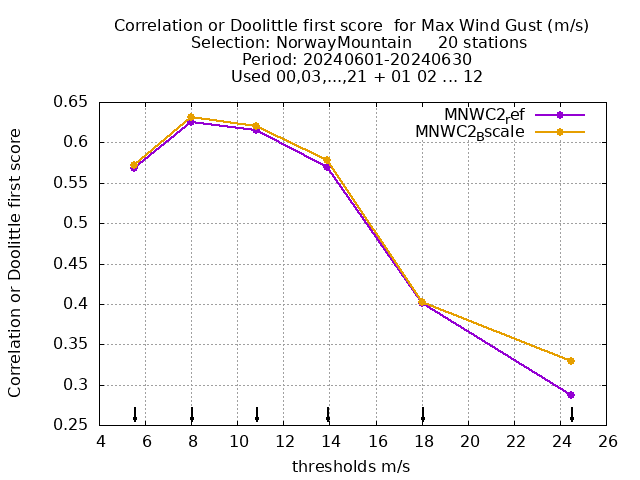 Correlation or Doolittle first score  for Max Wind Gust (m/s)
Selection: NorwayMountain     20 stations
Period: 20240601-20240630
Used 00,03,...,21 + 01 02 ... 12
MNWC2ref
MNWC2Bscale
Correlation or Doolittle first score
0.65
0.6
0.55
0.5
0.45
0.4
0.35
0.3
0.25
4 6 8 10 12 14 16 18 20 22 24 26
thresholds m/s